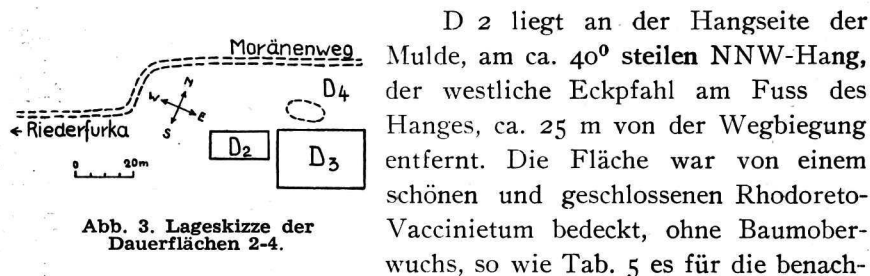 Moränenweg
N
W
E
S
D4
← Riederfurka
D2
D3
0 20m
Abb. 3. Lageskizze der
Dauerflächen 2-4.
D 2 liegt an der Hangseite der
Mulde, am ca. 40⁰ steilen NNW-Hang,
der westliche Eckpfahl am Fuss des
Hanges, ca. 25 m von der Wegbiegung
entfernt. Die Fläche war von einem
schönen und geschlossenen Rhodoreto-
Vaccinietum bedeckt, ohne Baumober-
wuchs, so wie Tab. 5 es für die benach-